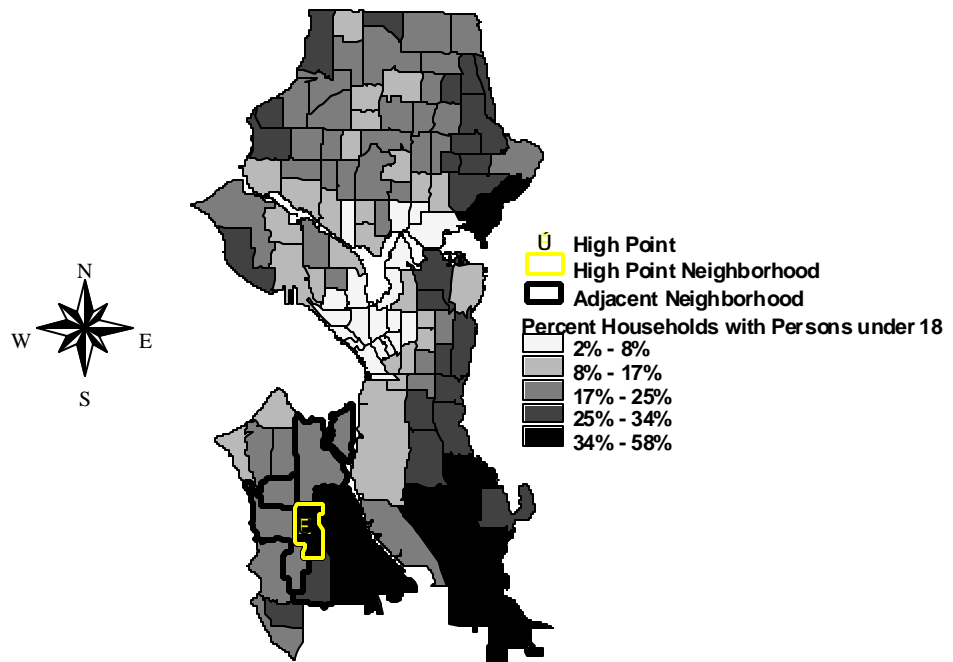 N
W E
S
Ú High Point
High Point Neighborhood
Adjacent Neighborhood
Percent Households with Persons under 18
2% - 8%
8% - 17%
17% - 25%
25% - 34%
34% - 58%
E